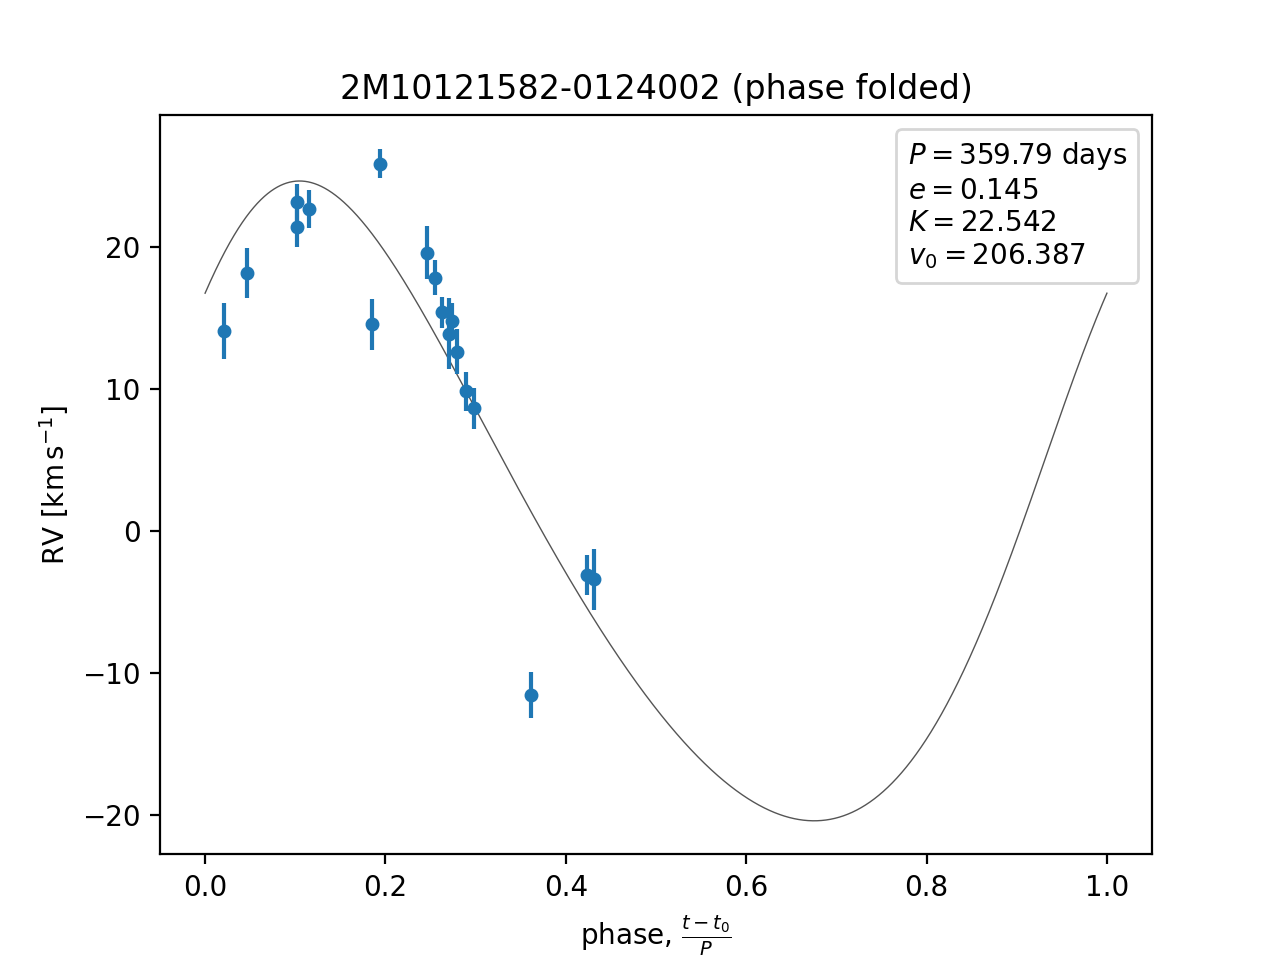 2M10121582-0124002 (phase folded)
P = 359.79 days
e = 0.145
K = 22.542
v₀ = 206.387
20
10
0
−10
−20
RV [km s⁻¹]
0.0 0.2 0.4 0.6 0.8 1.0
phase, (t − t₀)/P